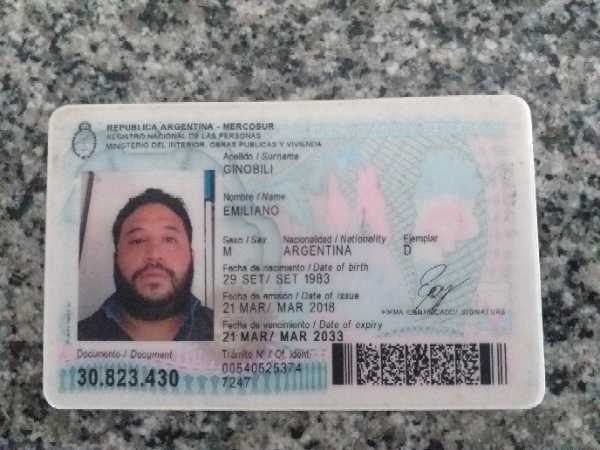 REPUBLICA ARGENTINA - MERCOSUR
REGISTRO NACIONAL DE LAS PERSONAS
MINISTERIO DEL INTERIOR, OBRAS PUBLICAS Y VIVIENDA
Apellido / Surname
GINOBILI
Nombre / Name
EMILIANO
Sexo / Sex Nacionalidad / Nationality Ejemplar
M ARGENTINA D
Fecha de nacimiento / Date of birth
29 SET/ SET 1983
Fecha de emisión / Date of issue
21 MAR/ MAR 2018
Fecha de vencimiento / Date of expiry
21 MAR/ MAR 2033
FIRMA IDENTIFICADO / SIGNATURE
Documento / Document
30.823.430
Trámite Nº / Of. ident.
00540525374
7247